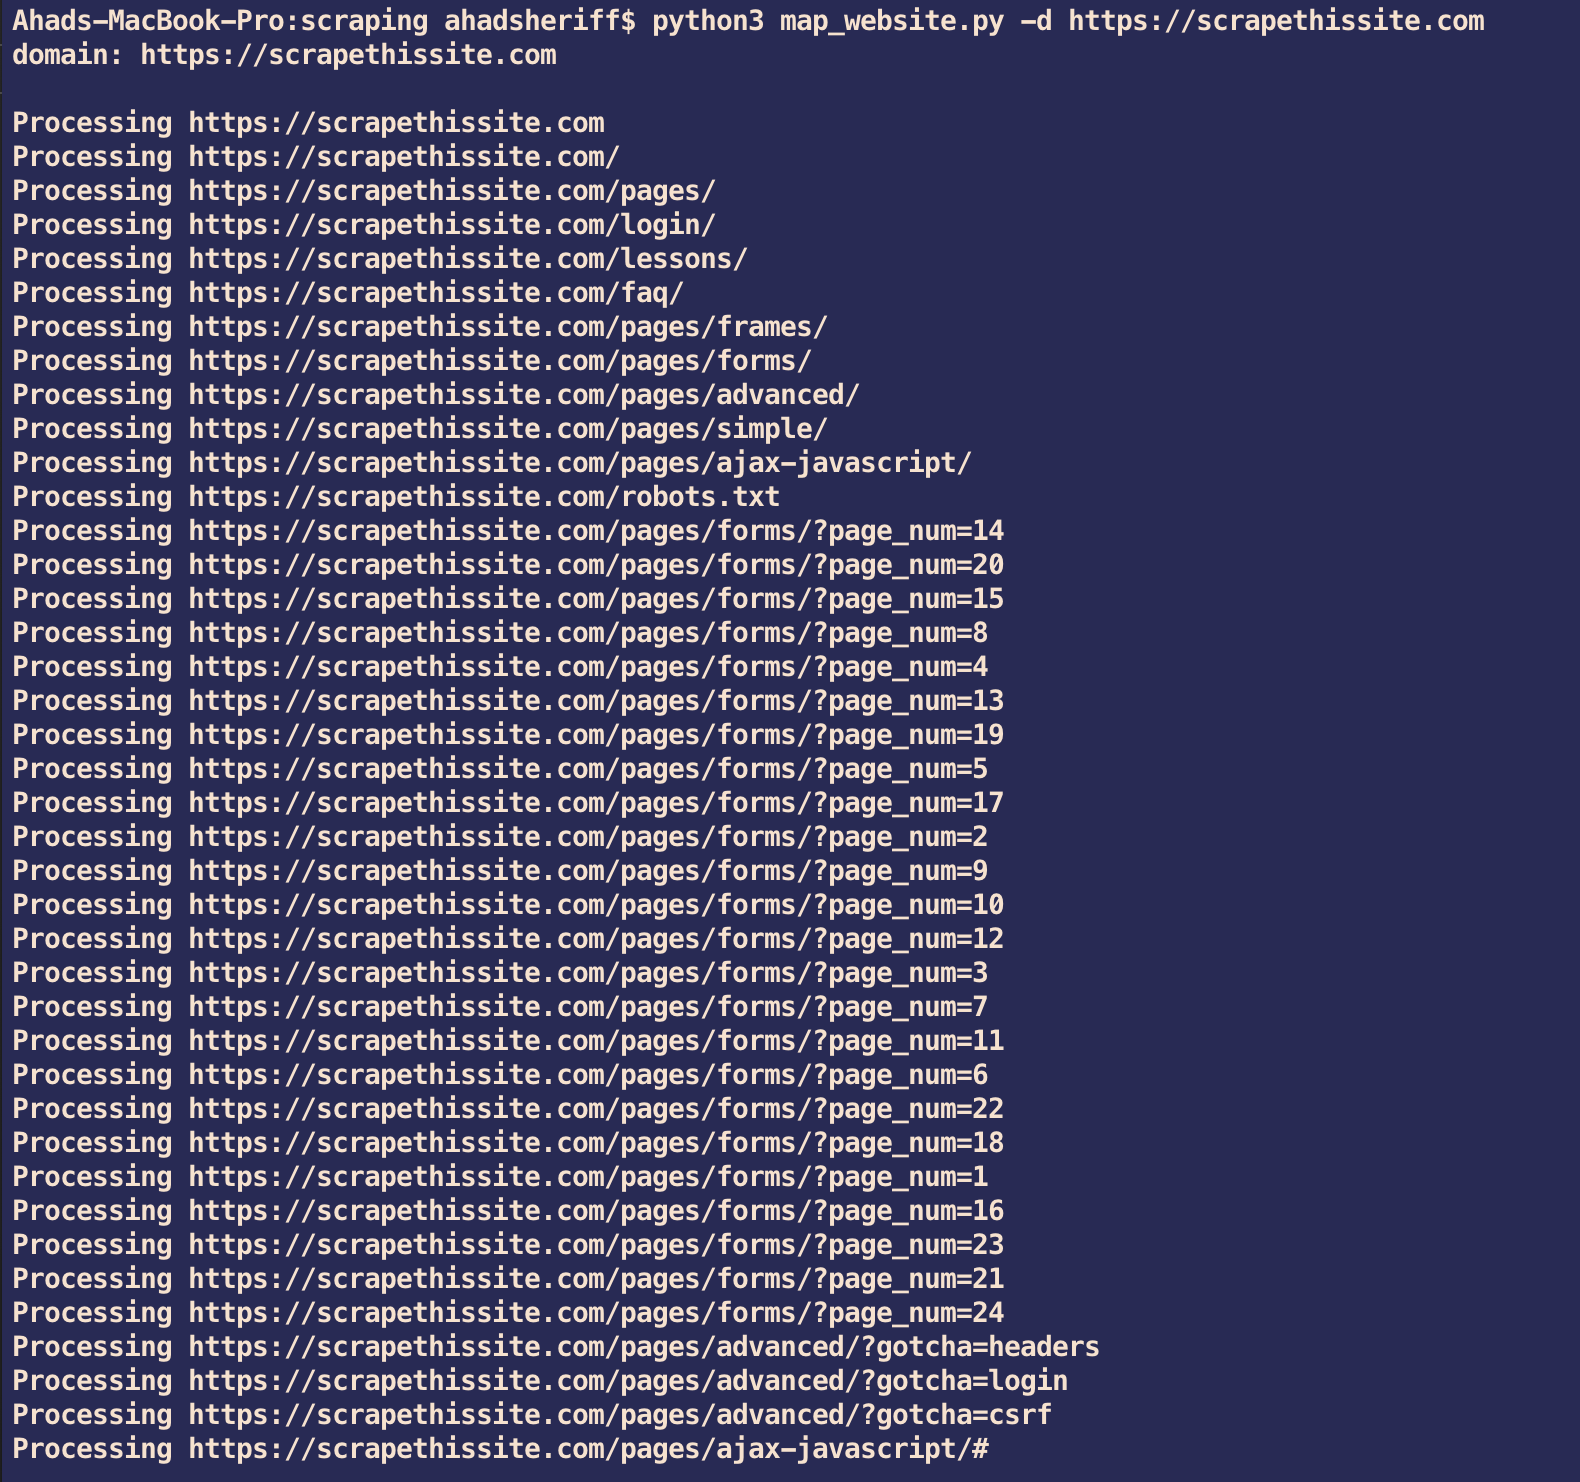 Ahads-MacBook-Pro:scraping ahadsheriff$ python3 map_website.py -d https://scrapethissite.com
domain: https://scrapethissite.com
Processing https://scrapethissite.com
Processing https://scrapethissite.com/
Processing https://scrapethissite.com/pages/
Processing https://scrapethissite.com/login/
Processing https://scrapethissite.com/lessons/
Processing https://scrapethissite.com/faq/
Processing https://scrapethissite.com/pages/frames/
Processing https://scrapethissite.com/pages/forms/
Processing https://scrapethissite.com/pages/advanced/
Processing https://scrapethissite.com/pages/simple/
Processing https://scrapethissite.com/pages/ajax-javascript/
Processing https://scrapethissite.com/robots.txt
Processing https://scrapethissite.com/pages/forms/?page_num=14
Processing https://scrapethissite.com/pages/forms/?page_num=20
Processing https://scrapethissite.com/pages/forms/?page_num=15
Processing https://scrapethissite.com/pages/forms/?page_num=8
Processing https://scrapethissite.com/pages/forms/?page_num=4
Processing https://scrapethissite.com/pages/forms/?page_num=13
Processing https://scrapethissite.com/pages/forms/?page_num=19
Processing https://scrapethissite.com/pages/forms/?page_num=5
Processing https://scrapethissite.com/pages/forms/?page_num=17
Processing https://scrapethissite.com/pages/forms/?page_num=2
Processing https://scrapethissite.com/pages/forms/?page_num=9
Processing https://scrapethissite.com/pages/forms/?page_num=10
Processing https://scrapethissite.com/pages/forms/?page_num=12
Processing https://scrapethissite.com/pages/forms/?page_num=3
Processing https://scrapethissite.com/pages/forms/?page_num=7
Processing https://scrapethissite.com/pages/forms/?page_num=11
Processing https://scrapethissite.com/pages/forms/?page_num=6
Processing https://scrapethissite.com/pages/forms/?page_num=22
Processing https://scrapethissite.com/pages/forms/?page_num=18
Processing https://scrapethissite.com/pages/forms/?page_num=1
Processing https://scrapethissite.com/pages/forms/?page_num=16
Processing https://scrapethissite.com/pages/forms/?page_num=23
Processing https://scrapethissite.com/pages/forms/?page_num=21
Processing https://scrapethissite.com/pages/forms/?page_num=24
Processing https://scrapethissite.com/pages/advanced/?gotcha=headers
Processing https://scrapethissite.com/pages/advanced/?gotcha=login
Processing https://scrapethissite.com/pages/advanced/?gotcha=csrf
Processing https://scrapethissite.com/pages/ajax-javascript/#